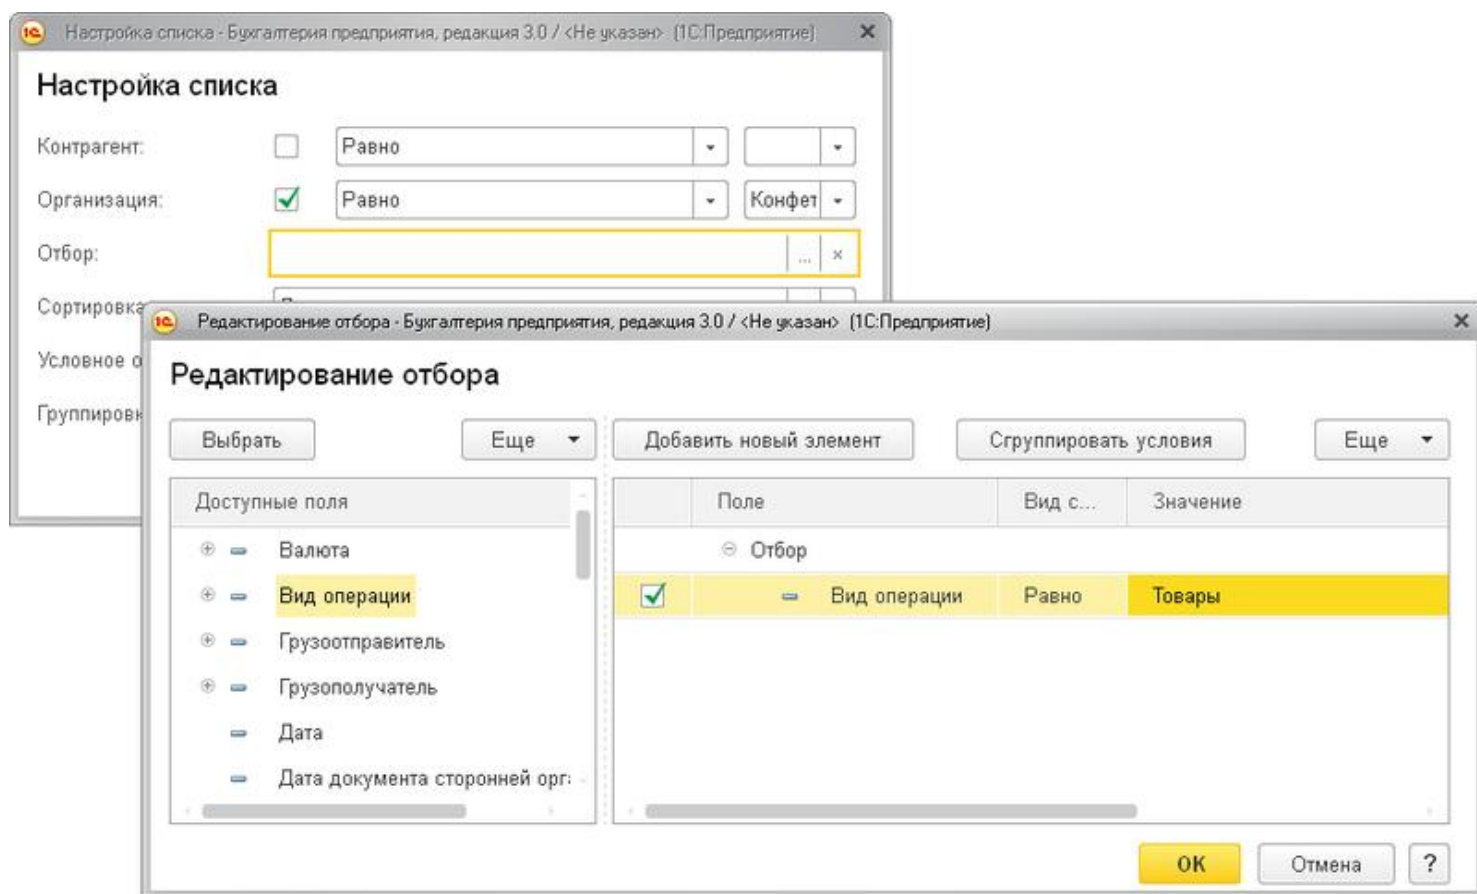 Настройка списка - Бухгалтерия предприятия, редакция 3.0 / <Не указан> (1С:Предприятие)
Настройка списка
Контрагент: Равно
Организация: Равно Конфет
Отбор: ...
Сортировка
Условное о
Группировк
Редактирование отбора - Бухгалтерия предприятия, редакция 3.0 / <Не указан> (1С:Предприятие)
Редактирование отбора
Выбрать Еще Добавить новый элемент Сгруппировать условия Еще
Доступные поля Поле Вид с... Значение
Валюта Отбор
Вид операции Вид операции Равно Товары
Грузоотправитель
Грузополучатель
Дата
Дата документа сторонней орг
ОК Отмена ?